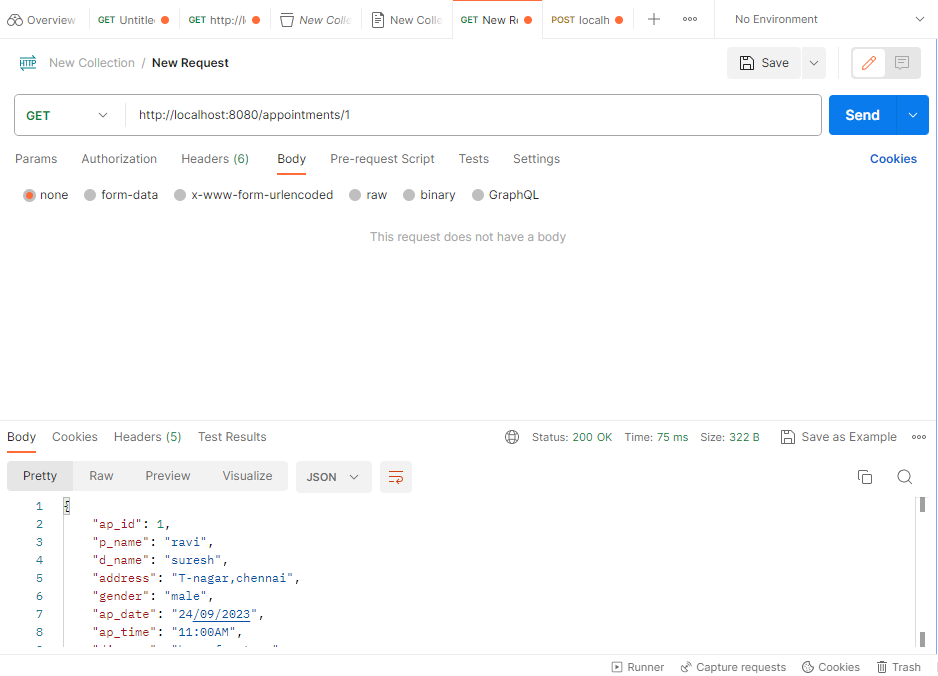 Overview GET Untitle GET http://l New Colle New Colle GET New R POST localh No Environment
HTTP New Collection / New Request Save
GET http://localhost:8080/appointments/1 Send
Params Authorization Headers (6) Body Pre-request Script Tests Settings Cookies
none form-data x-www-form-urlencoded raw binary GraphQL
This request does not have a body
Body Cookies Headers (5) Test Results Status: 200 OK Time: 75 ms Size: 322 B Save as Example
Pretty Raw Preview Visualize JSON
1 {
2 "ap_id": 1,
3 "p_name": "ravi",
4 "d_name": "suresh",
5 "address": "T-nagar,chennai",
6 "gender": "male",
7 "ap_date": "24/09/2023",
8 "ap_time": "11:00AM",
Runner Capture requests Cookies Trash